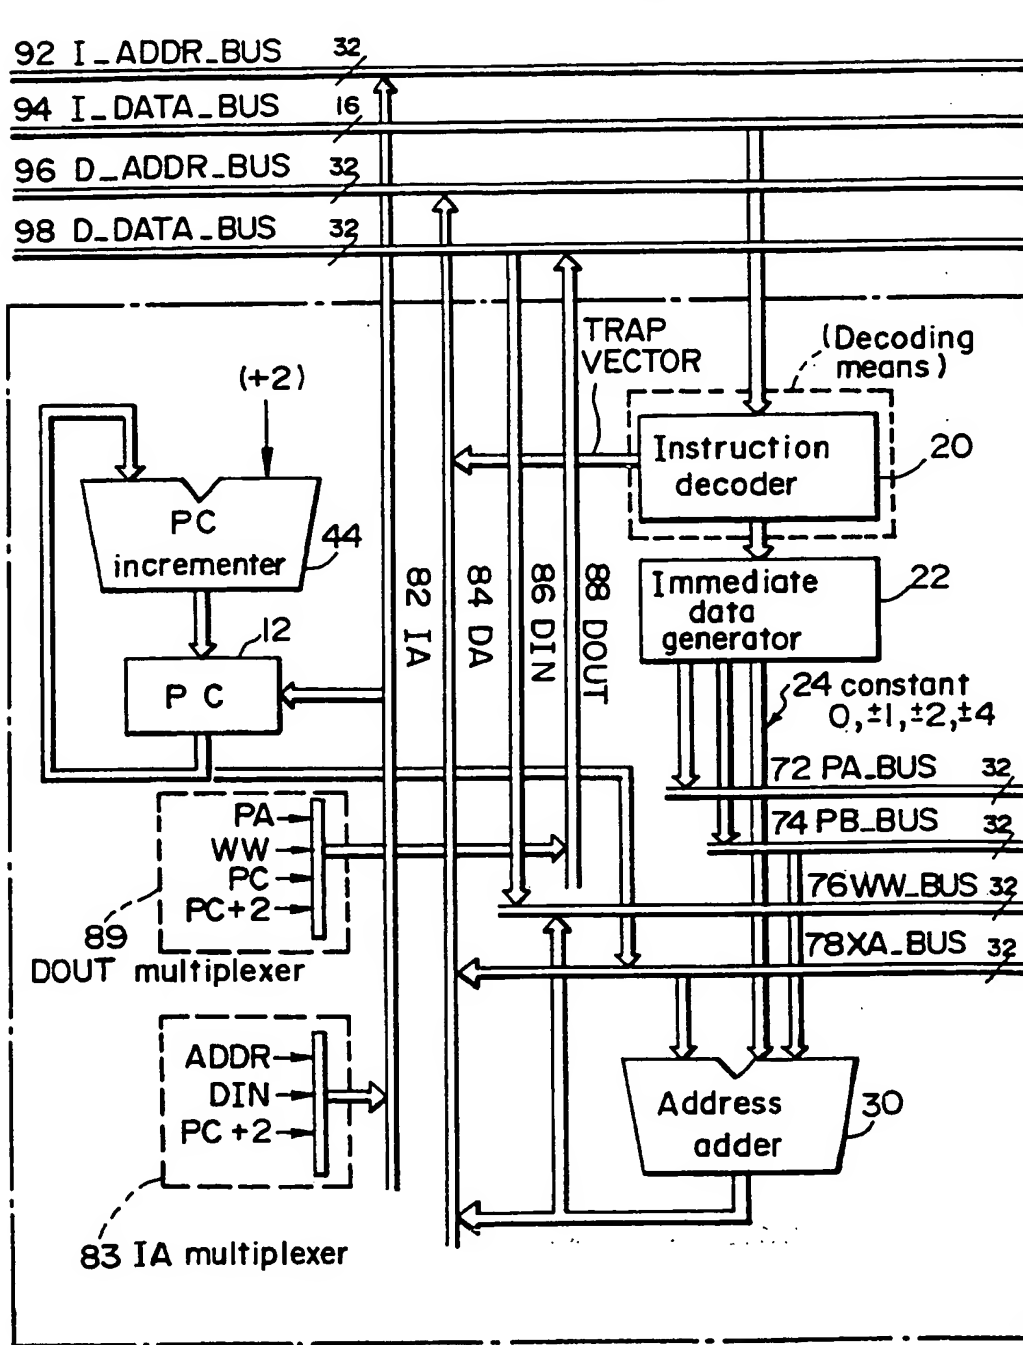 92 I_ADDR_BUS 32
94 I_DATA_BUS 16
96 D_ADDR_BUS 32
98 D_DATA_BUS 32
TRAP
VECTOR
(Decoding
means)
(+2)
Instruction
decoder
20
PC
incrementer
44
Immediate
data
generator
22
82 IA
84 DA
86 DIN
88 DOUT
12
PC
24 constant
0,±1,±2,±4
72 PA_BUS 32
74 PB_BUS 32
76 WW_BUS 32
78 XA_BUS 32
PA
WW
PC
PC+2
89
DOUT multiplexer
ADDR
DIN
PC+2
83 IA multiplexer
Address
adder
30